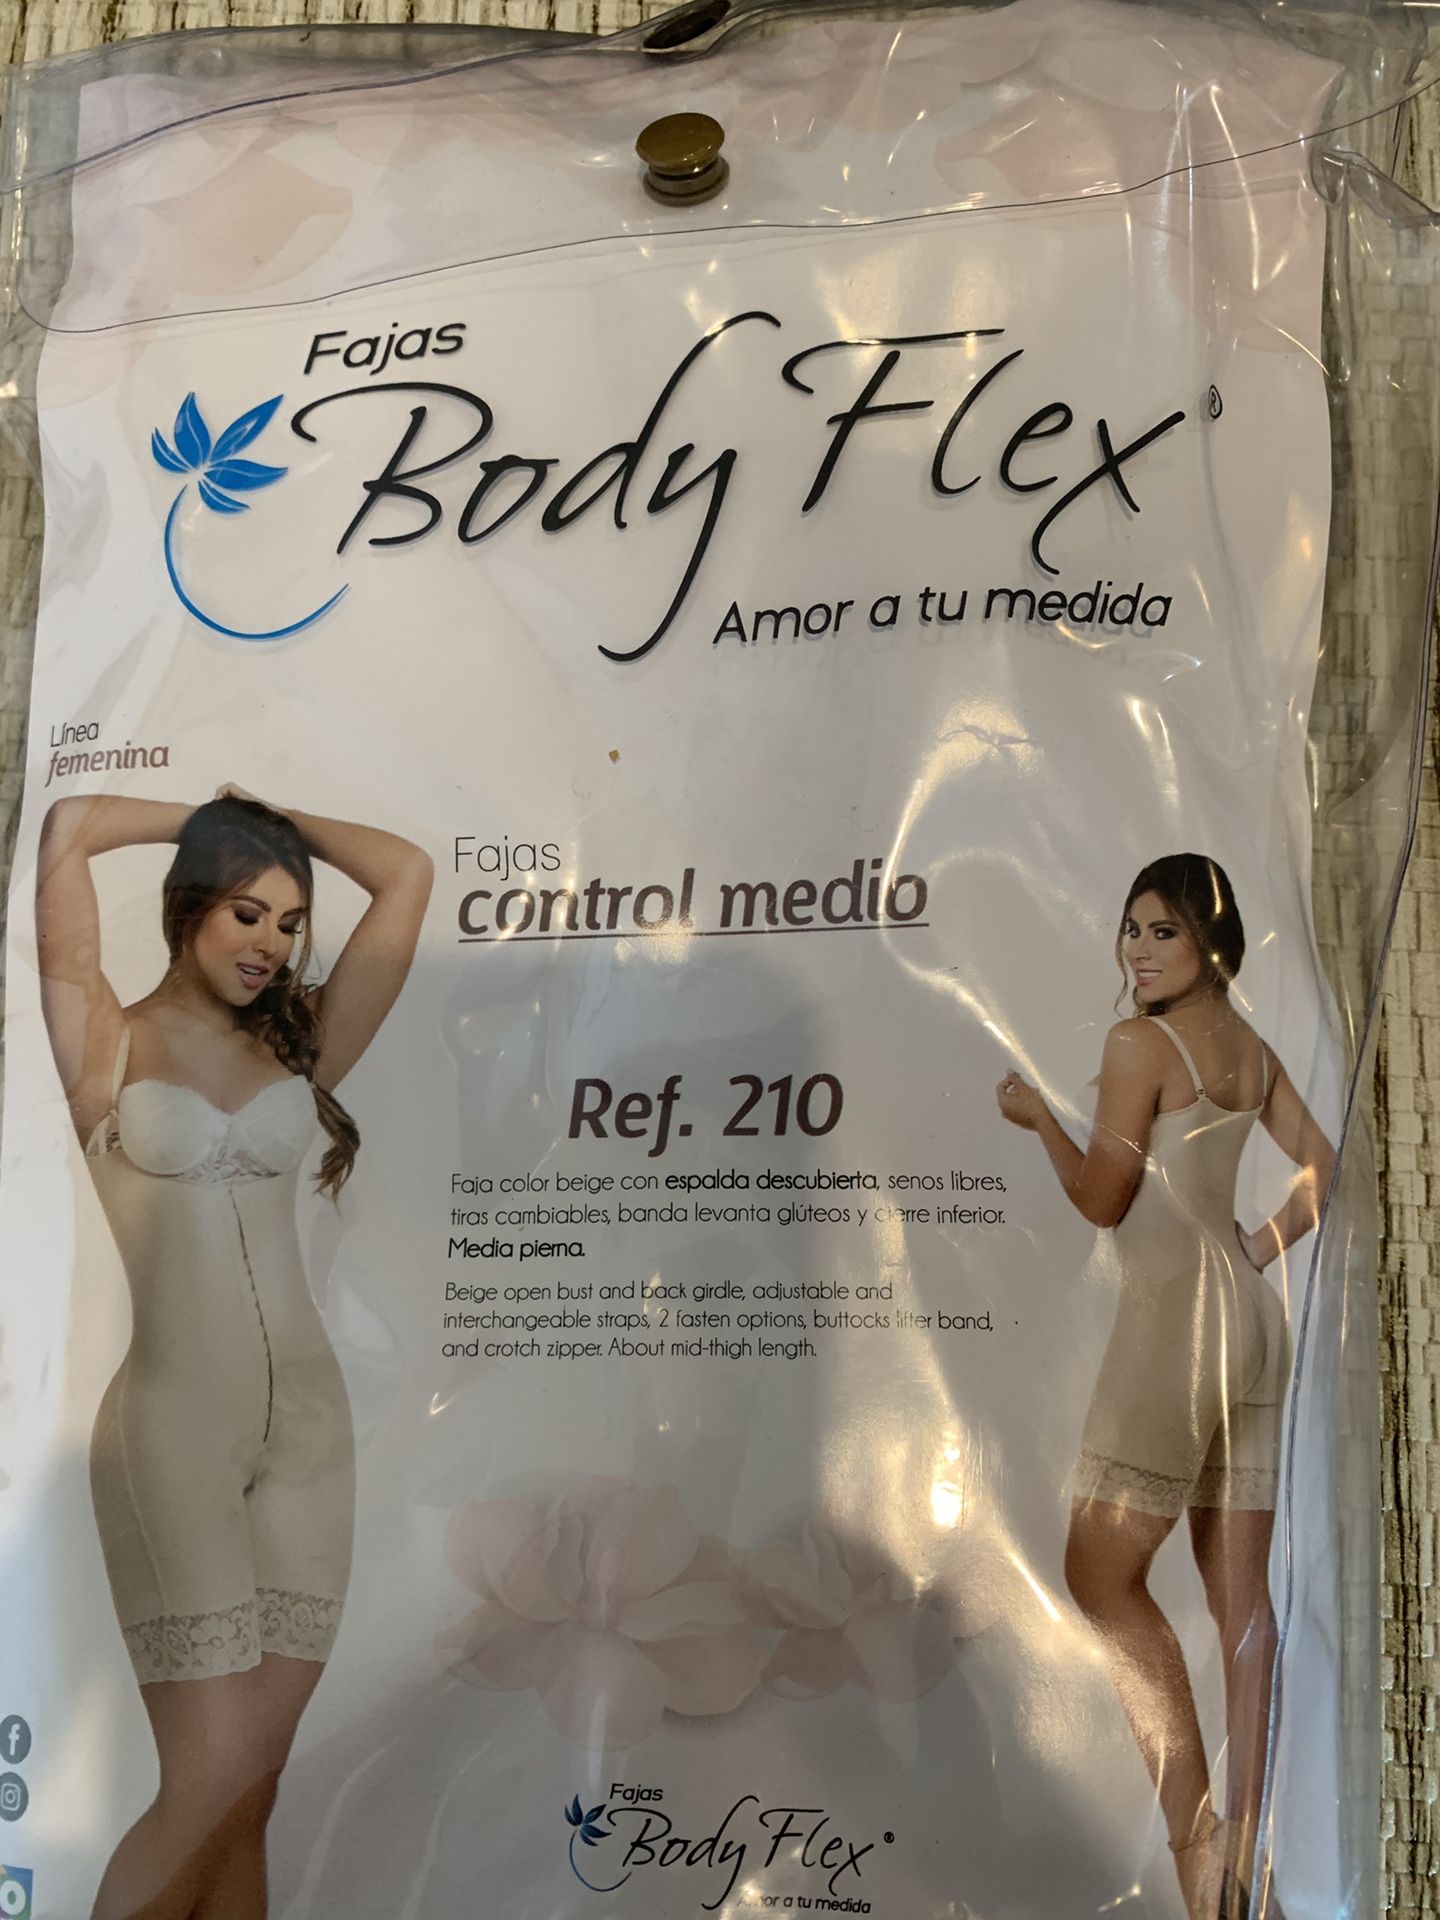 Fajas
Body Flex®
Amor a tu medida
Línea
femenina
Fajas
control medio
Ref. 210
Faja color beige con espalda descubierta, senos libres,
tiras cambiables, banda levanta glúteos y cierre inferior.
Media pierna.
Beige open bust and back girdle, adjustable and
interchangeable straps, 2 fasten options, buttocks lifter band,
and crotch zipper. About mid-thigh length.
Fajas
Body Flex®
Amor a tu medida